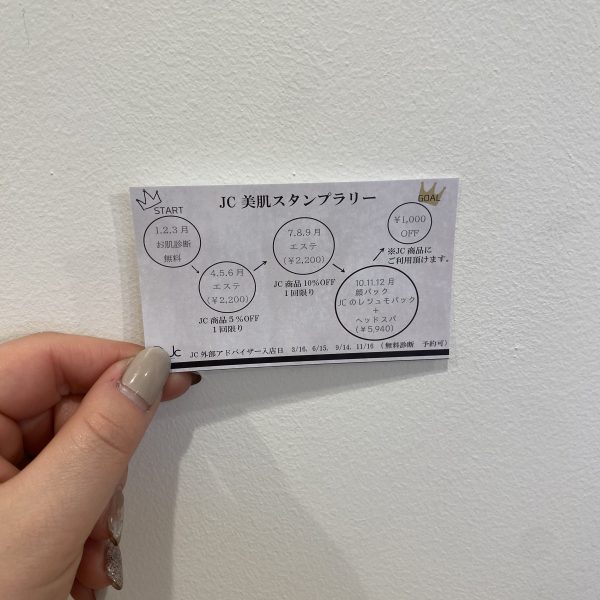 JC 美肌スタンプラリー
START
GOAL
1,2,3 月
お肌診断
無料
4,5,6 月
エステ
(¥2,200)
JC 商品５%OFF
1 回限り
7,8,9 月
エステ
(¥2,200)
JC 商品 10%OFF
1 回限り
10,11,12 月
顔パック
JCのレジュモパック
+
ヘッドスパ
(¥5,940)
¥1,000
OFF
※JC 商品に
ご利用頂けます。
Jc
JC 外部アドバイザー入店日 3/16, 6/15, 9/14, 11/16 (無料診断 予約可)